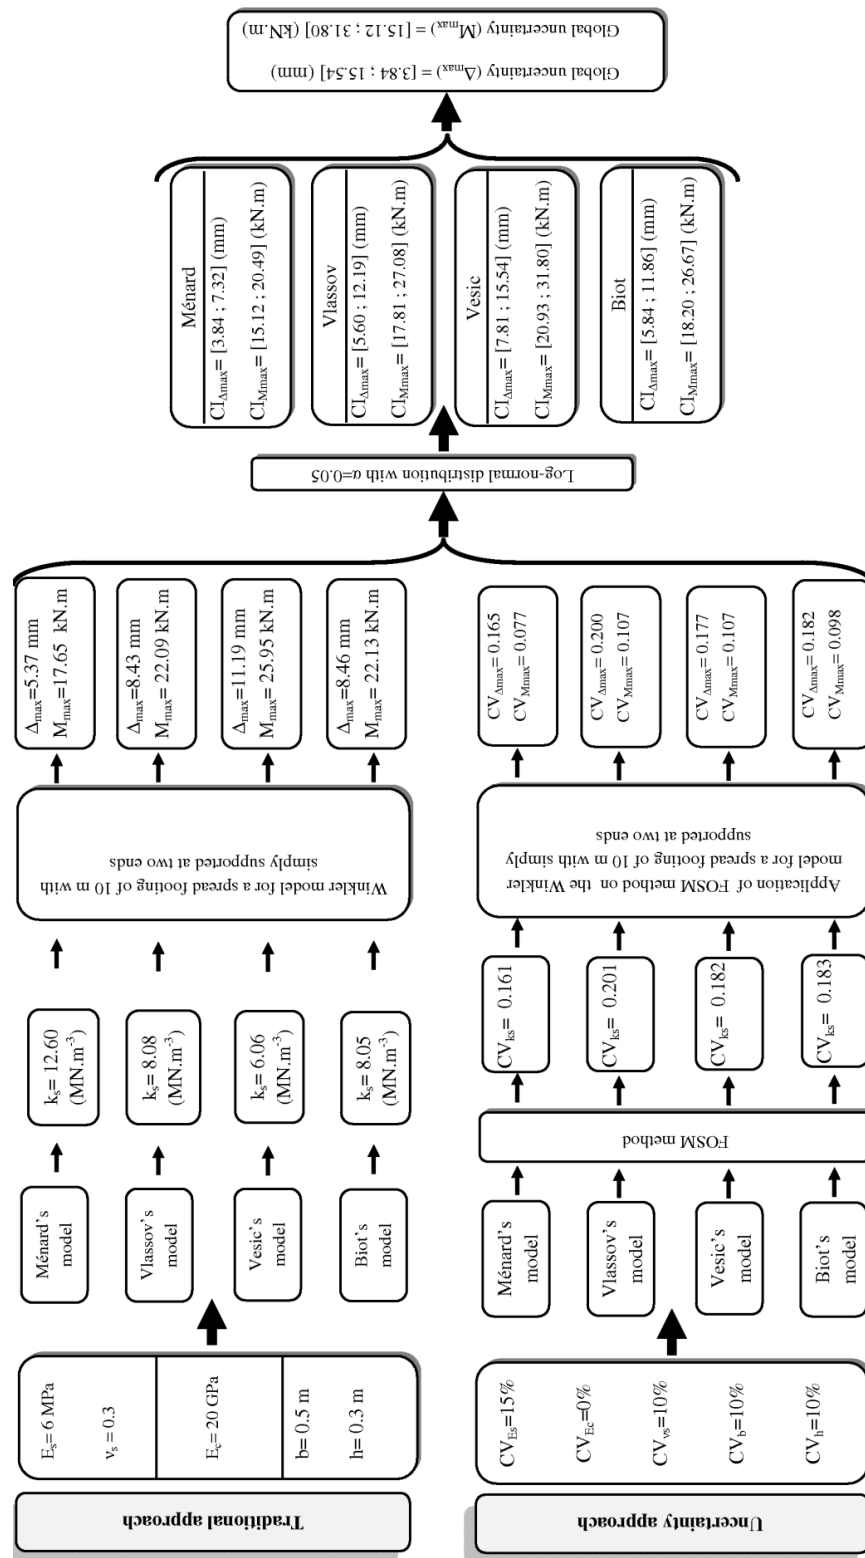 Traditional approach
E_s= 6 MPa
ν_s = 0.3
E_c= 20 GPa
b= 0.5 m
h= 0.3 m
Ménard's
model
Vlassov's
model
Vesic's
model
Biot's
model
k_s= 12.60
(MN.m^-3)
k_s= 8.08
(MN.m^-3)
k_s= 6.06
(MN.m^-3)
k_s= 8.05
(MN.m^-3)
Winkler model for a spread footing of 10 m with
simply supported at two ends
Δ_max=5.37 mm
M_max=17.65 kN.m
Δ_max=8.43 mm
M_max= 22.09 kN.m
Δ_max=11.19 mm
M_max= 25.95 kN.m
Δ_max=8.46 mm
M_max= 22.13 kN.m
Uncertainty approach
CV_Es=15%
CV_Ec=0%
CV_νs=10%
CV_b=10%
CV_h=10%
Ménard's
model
Vlassov's
model
Vesic's
model
Biot's
model
FOSM method
CV_ks= 0.161
CV_ks= 0.201
CV_ks= 0.182
CV_ks= 0.183
Application of FOSM method on the Winkler
model for a spread footing of 10 m with simply
supported at two ends
CV_Δmax= 0.165
CV_Mmax= 0.077
CV_Δmax= 0.200
CV_Mmax= 0.107
CV_Δmax= 0.177
CV_Mmax= 0.107
CV_Δmax= 0.182
CV_Mmax= 0.098
Log-normal distribution with α=0.05
Ménard
CI_Δmax= [3.84 ; 7.32] (mm)
CI_Mmax= [15.12 ; 20.49] (kN.m)
Vlassov
CI_Δmax= [5.60 ; 12.19] (mm)
CI_Mmax= [17.81 ; 27.08] (kN.m)
Vesic
CI_Δmax= [7.81 ; 15.54] (mm)
CI_Mmax= [20.93 ; 31.80] (kN.m)
Biot
CI_Δmax= [5.84 ; 11.86] (mm)
CI_Mmax= [18.20 ; 26.67] (kN.m)
Global uncertainty (Δ_max) = [3.84 ; 15.54] (mm)
Global uncertainty (M_max) = [15.12 ; 31.80] (kN.m)